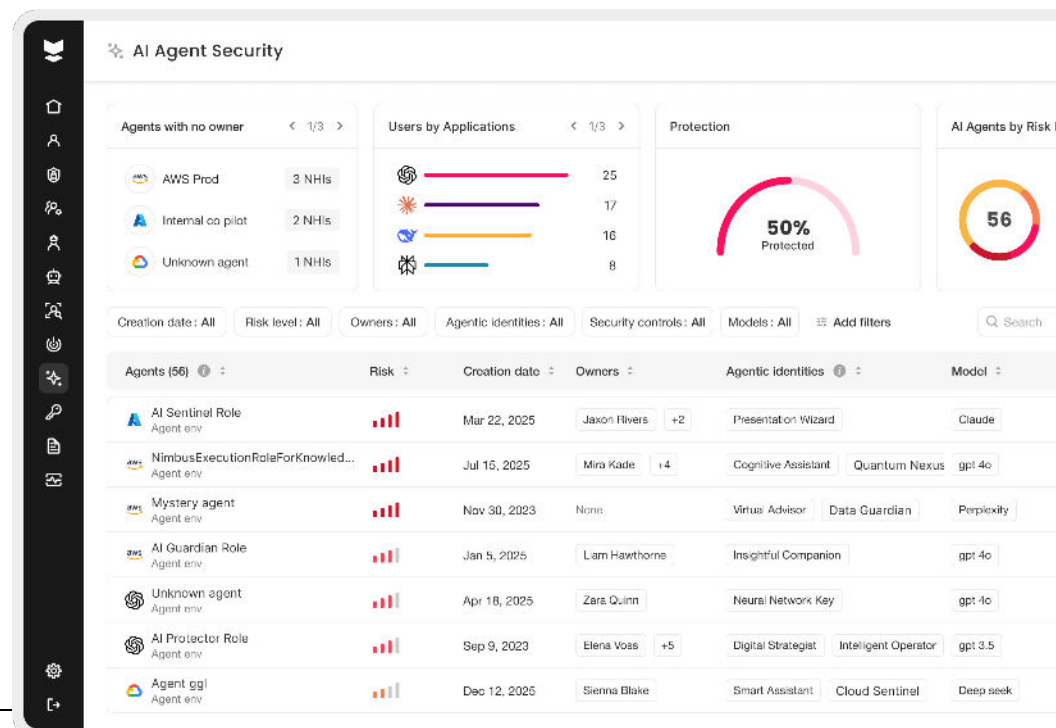 AI Agent Security
Agents with no owner 1/3
AWS Prod 3 NHIs
Internal co pilot 2 NHIs
Unknown agent 1 NHIs
Users by Applications 1/3
25
17
16
8
Protection
50%
Protected
AI Agents by Risk
56
Creation date: All Risk level: All Owners: All Agentic identities: All Security controls: All Models: All Add filters Search
Agents (56) Risk Creation date Owners Agentic identities Model
AI Sentinel Role Mar 22, 2025 Jaxon Rivers +2 Presentation Wizard Claude
Agent env
aws NimbusExecutionRoleForKnowled... Jul 15, 2025 Mira Kade +4 Cognitive Assistant Quantum Nexus gpt 4o
Agent env
aws Mystery agent Nov 30, 2023 None Virtual Advisor Data Guardian Perplexity
Agent env
aws AI Guardian Role Jan 5, 2025 Liam Hawthorne Insightful Companion gpt 4o
Agent env
Unknown agent Apr 18, 2025 Zara Quinn Neural Network Key gpt 4o
Agent env
AI Protector Role Sep 9, 2023 Elena Voss +5 Digital Strategist Intelligent Operator gpt 3.5
Agent env
Agent ggl Dec 12, 2025 Sienna Blake Smart Assistant Cloud Sentinel Deep seek
Agent env